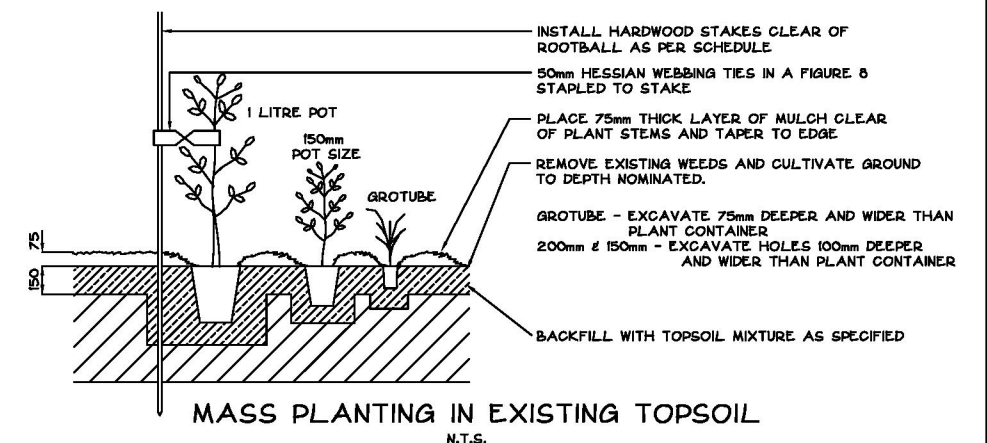 INSTALL HARDWOOD STAKES CLEAR OF
ROOTBALL AS PER SCHEDULE
50mm HESSIAN WEBBING TIES IN A FIGURE 8
STAPLED TO STAKE
1 LITRE POT
150mm
POT SIZE
GROTUBE
PLACE 75mm THICK LAYER OF MULCH CLEAR
OF PLANT STEMS AND TAPER TO EDGE
REMOVE EXISTING WEEDS AND CULTIVATE GROUND
TO DEPTH NOMINATED.
GROTUBE - EXCAVATE 75mm DEEPER AND WIDER THAN
PLANT CONTAINER
200mm & 150mm - EXCAVATE HOLES 100mm DEEPER
AND WIDER THAN PLANT CONTAINER
75
150
BACKFILL WITH TOPSOIL MIXTURE AS SPECIFIED
MASS PLANTING IN EXISTING TOPSOIL
N.T.S.